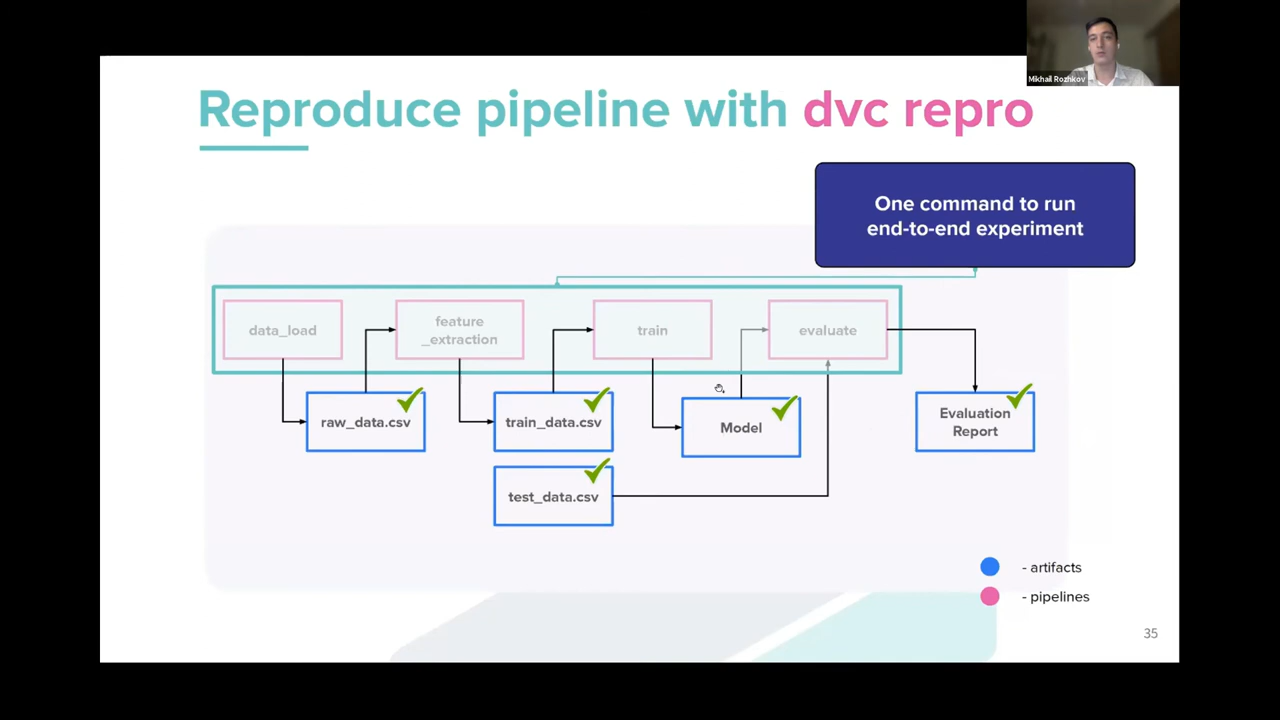 Mikhail Rozhkov
Reproduce pipeline with dvc repro
One command to run
end-to-end experiment
data_load
feature
_extraction
train
evaluate
raw_data.csv
train_data.csv
Model
Evaluation
Report
test_data.csv
- artifacts
- pipelines
35